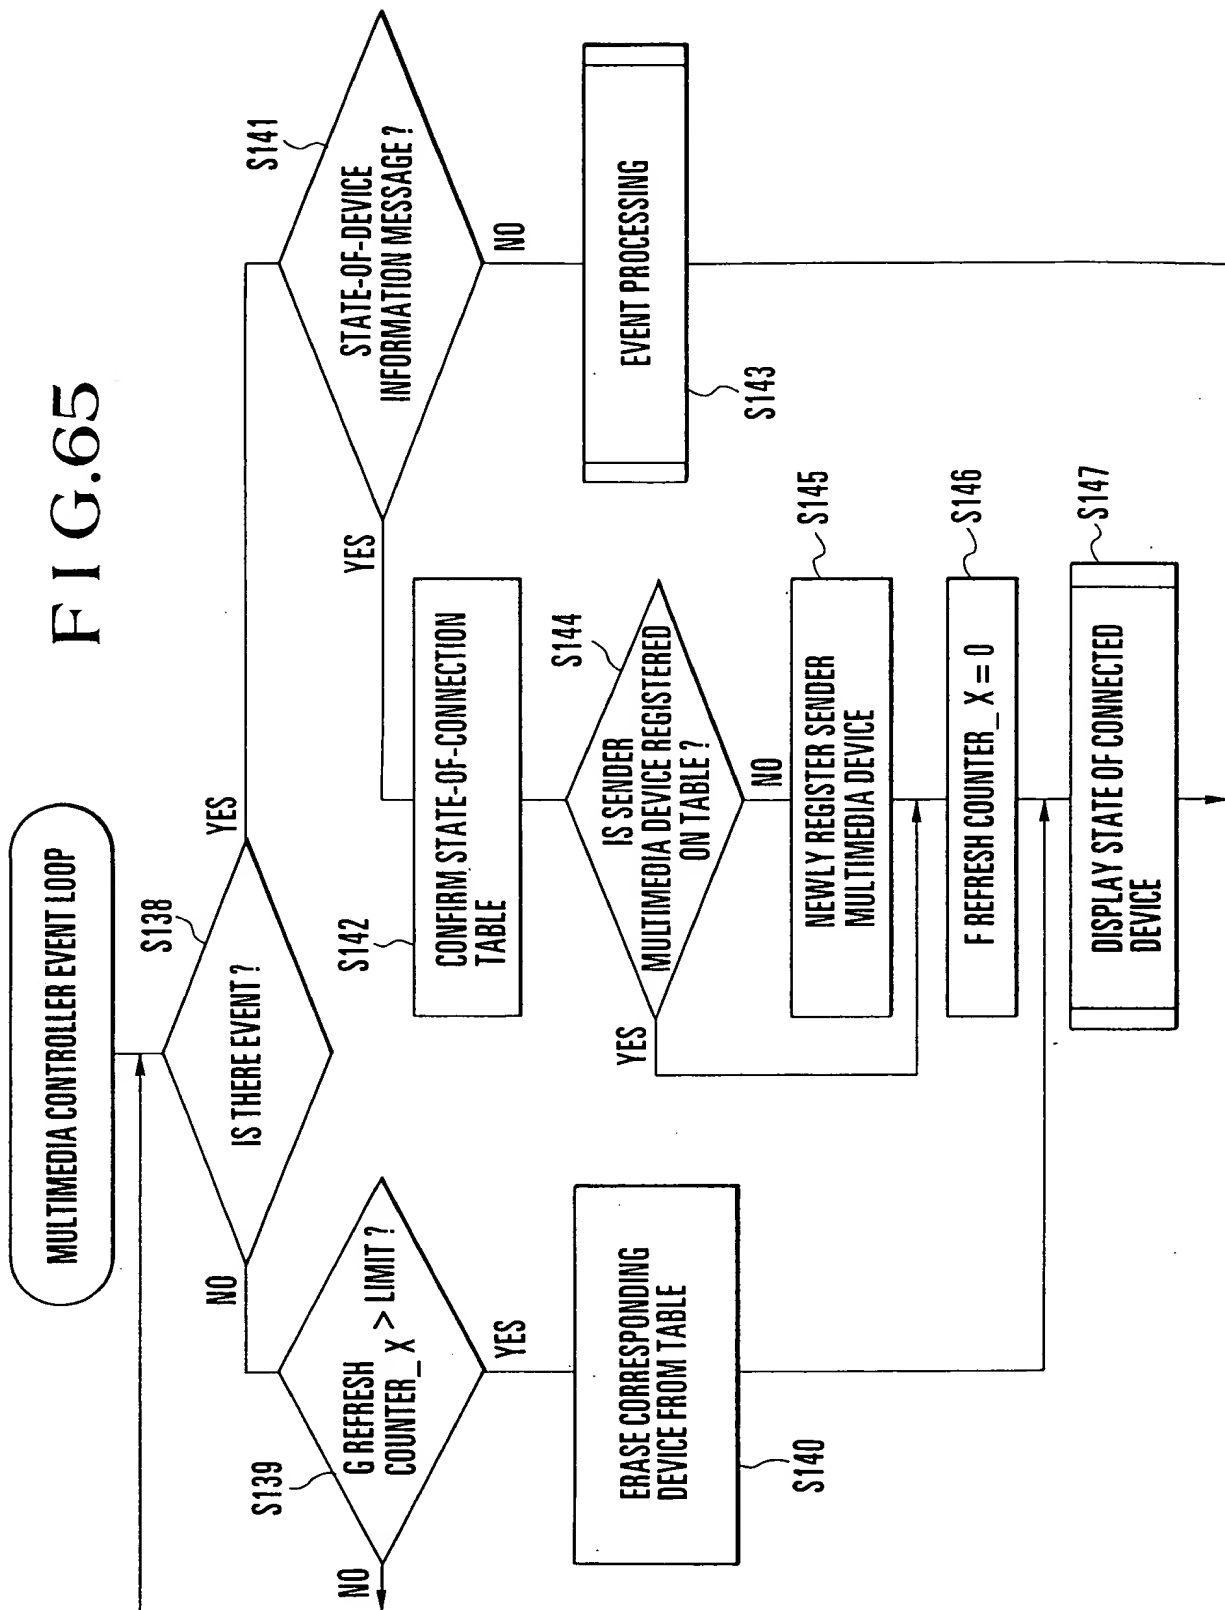 FIG.65
MULTIMEDIA CONTROLLER EVENT LOOP
S138
IS THERE EVENT?
YES
NO
S141
STATE-OF-DEVICE
INFORMATION MESSAGE?
YES
NO
S139
G REFRESH
COUNTER_X > LIMIT?
NO
YES
S142
CONFIRM STATE-OF-CONNECTION
TABLE
EVENT PROCESSING
S143
S144
IS SENDER
MULTIMEDIA DEVICE REGISTERED
ON TABLE?
YES
NO
ERASE CORRESPONDING
DEVICE FROM TABLE
S140
S145
NEWLY REGISTER SENDER
MULTIMEDIA DEVICE
S146
F REFRESH COUNTER_X = 0
S147
DISPLAY STATE OF CONNECTED
DEVICE